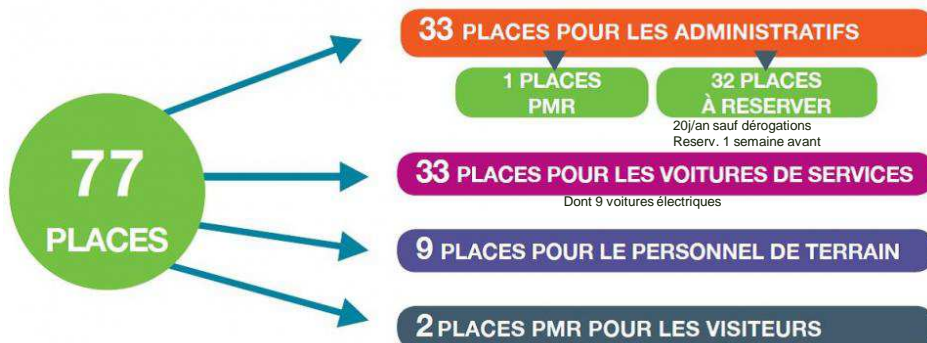 77
PLACES
33 PLACES POUR LES ADMINISTRATIFS
1 PLACES
PMR
32 PLACES
À RESERVER
20j/an sauf dérogations
Reserv. 1 semaine avant
33 PLACES POUR LES VOITURES DE SERVICES
Dont 9 voitures électriques
9 PLACES POUR LE PERSONNEL DE TERRAIN
2 PLACES PMR POUR LES VISITEURS